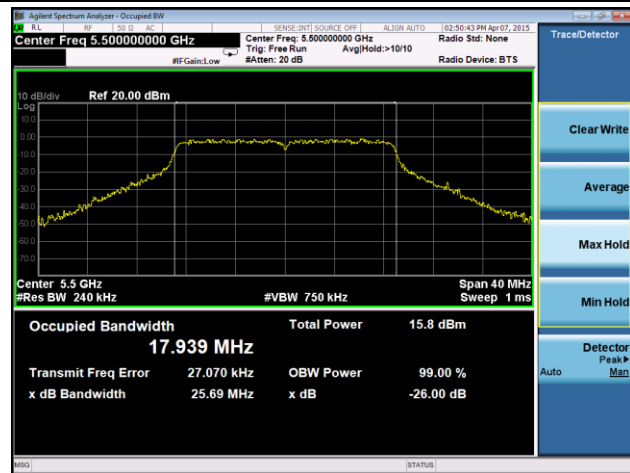 Agilent Spectrum Analyzer - Occupied BW
RL RF 50 Ω AC SENSE:INT SOURCE OFF ALIGN AUTO 02:50:43 PM Apr 07, 2015
Center Freq 5.500000000 GHz
Center Freq: 5.500000000 GHz
Radio Std: None
Trig: Free Run Avg|Hold:>10/10
#IFGain:Low #Atten: 20 dB Radio Device: BTS
Trace/Detector
10 dB/div Ref 20.00 dBm
Log
10.0
0.00
-10.0
-20.0
-30.0
-40.0
-50.0
-60.0
-70.0
Center 5.5 GHz Span 40 MHz
#Res BW 240 kHz #VBW 750 kHz Sweep 1 ms
Occupied Bandwidth Total Power 15.8 dBm
17.939 MHz
Transmit Freq Error 27.070 kHz OBW Power 99.00 %
x dB Bandwidth 25.69 MHz x dB -26.00 dB
Clear Write
Average
Max Hold
Min Hold
Detector
Peak▶
Auto Man
MSG STATUS